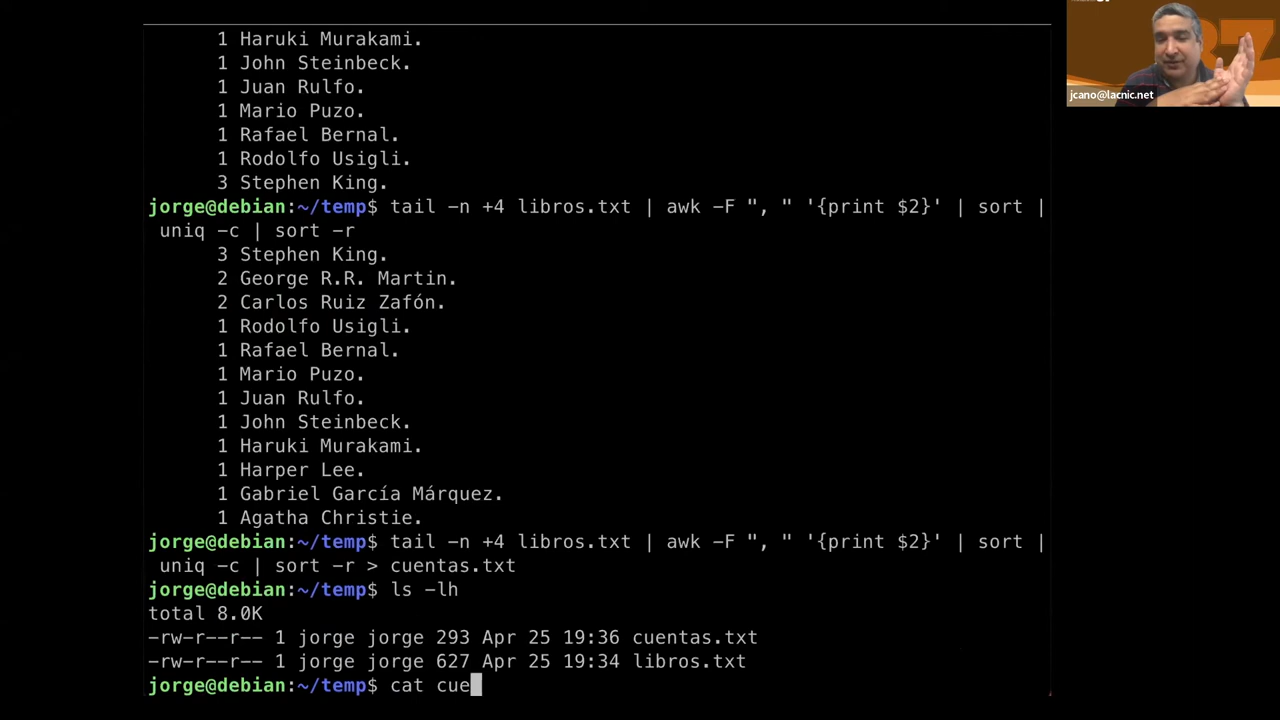 1 Haruki Murakami.
1 John Steinbeck.
1 Juan Rulfo.
1 Mario Puzo.
1 Rafael Bernal.
1 Rodolfo Usigli.
3 Stephen King.
jorge@debian:~/temp$ tail -n +4 libros.txt | awk -F ", " '{print $2}' | sort |
uniq -c | sort -r
3 Stephen King.
2 George R.R. Martin.
2 Carlos Ruiz Zafón.
1 Rodolfo Usigli.
1 Rafael Bernal.
1 Mario Puzo.
1 Juan Rulfo.
1 John Steinbeck.
1 Haruki Murakami.
1 Harper Lee.
1 Gabriel García Márquez.
1 Agatha Christie.
jorge@debian:~/temp$ tail -n +4 libros.txt | awk -F ", " '{print $2}' | sort |
uniq -c | sort -r > cuentas.txt
jorge@debian:~/temp$ ls -lh
total 8.0K
-rw-r--r-- 1 jorge jorge 293 Apr 25 19:36 cuentas.txt
-rw-r--r-- 1 jorge jorge 627 Apr 25 19:34 libros.txt
jorge@debian:~/temp$ cat cue
jcano@lacnic.net